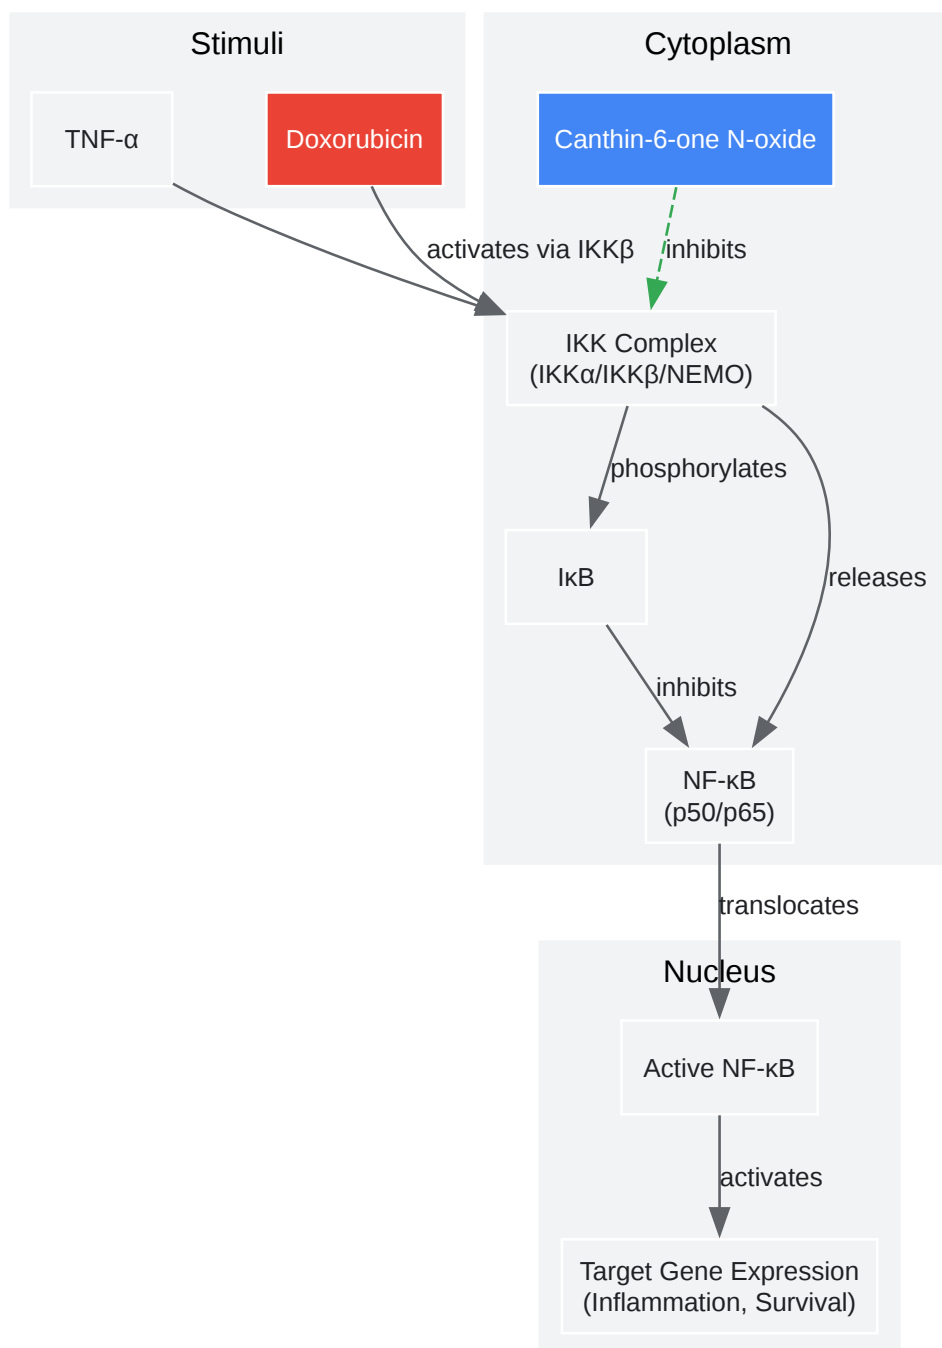 Stimuli
Cytoplasm
TNF-α
Doxorubicin
Canthin-6-one N-oxide
activates via IKKβ
inhibits
IKK Complex
(IKKα/IKKβ/NEMO)
phosphorylates
IκB
releases
inhibits
NF-κB
(p50/p65)
translocates
Nucleus
Active NF-κB
activates
Target Gene Expression
(Inflammation, Survival)